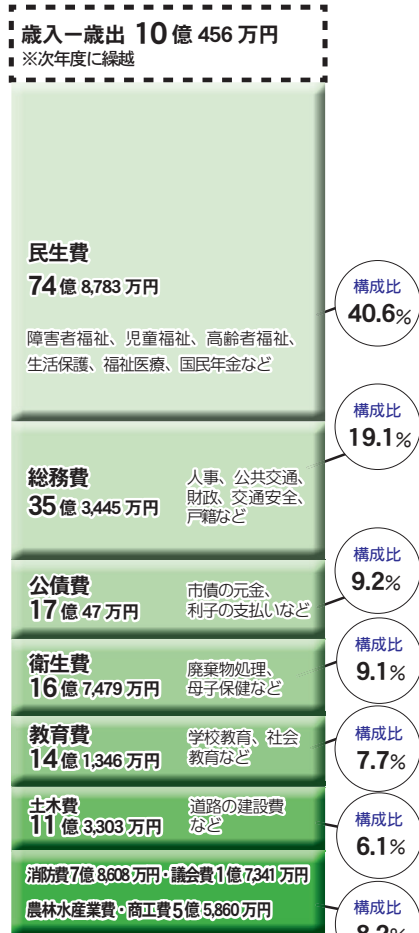 歳入ー歳出 10億 456 万円
※次年度に繰越
民生費
74億 8,783 万円
障害者福祉、児童福祉、高齢者福祉、
生活保護、福祉医療、国民年金など
構成比
40.6%
総務費
35億 3,445 万円
人事、公共交通、
財政、交通安全、
戸籍など
構成比
19.1%
公債費
17億 47 万円
市債の元金、
利子の支払いなど
構成比
9.2%
衛生費
16億 7,479 万円
廃棄物処理、
母子保健など
構成比
9.1%
教育費
14億 1,346 万円
学校教育、社会
教育など
構成比
7.7%
土木費
11億 3,303 万円
道路の建設費
など
構成比
6.1%
消防費7億 8,608 万円・議会費1億 7,341 万円
農林水産業費・商工費5億 5,860 万円
構成比
8.2%